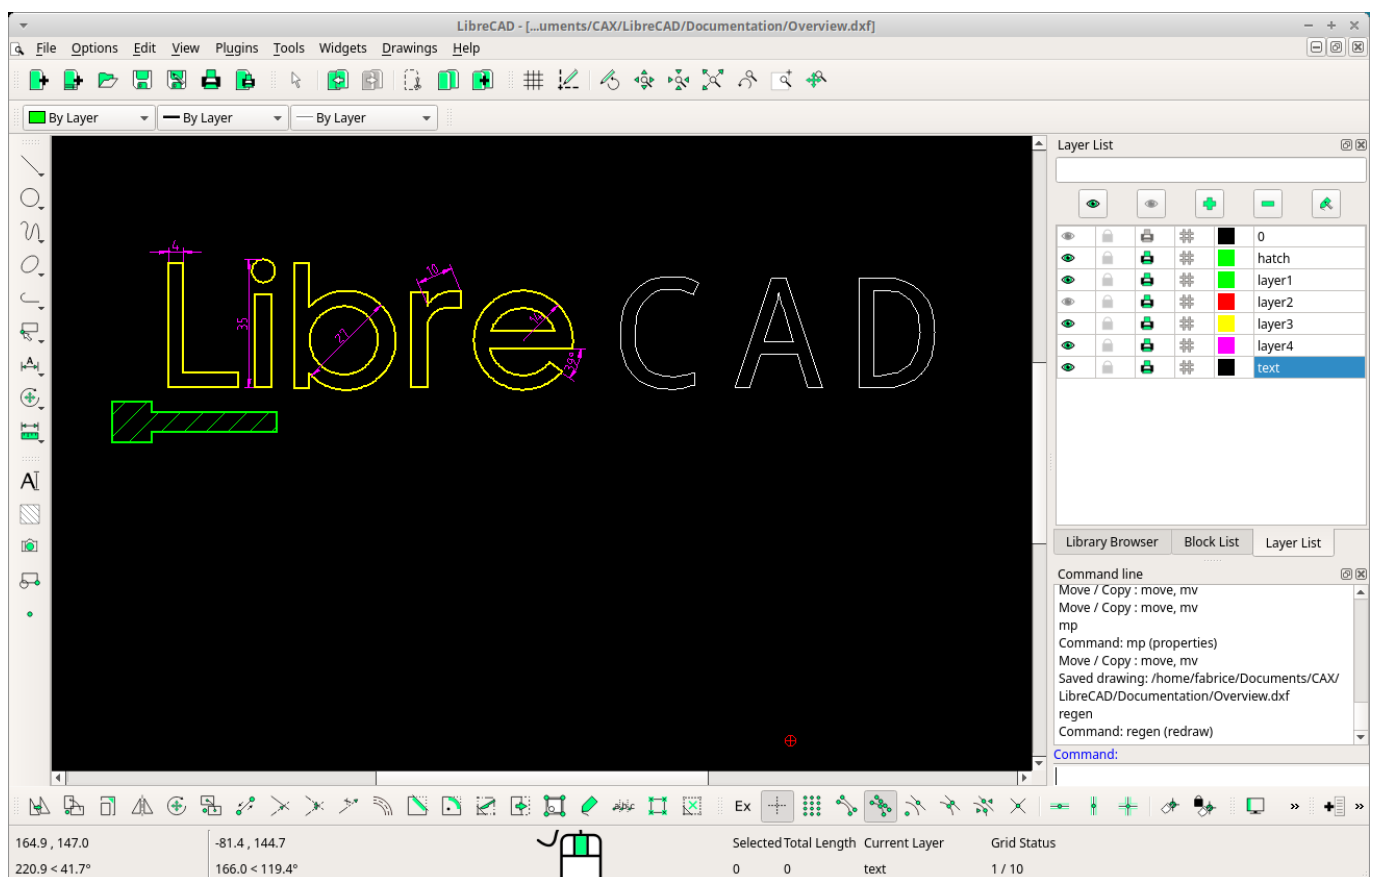 LibreCAD - [...uments/CAX/LibreCAD/Documentation/Overview.dxf]
File Options Edit View Plugins Tools Widgets Drawings Help
By Layer By Layer By Layer
Layer List
0
hatch
layer1
layer2
layer3
layer4
text
4
35
27
10
14
39°
Libre CAD
Library Browser Block List Layer List
Command line
Move / Copy : move, mv
Move / Copy : move, mv
mp
Command: mp (properties)
Move / Copy : move, mv
Saved drawing: /home/fabrice/Documents/CAX/
LibreCAD/Documentation/Overview.dxf
regen
Command: regen (redraw)
Command:
A
A
abc
Ex
»
»
164.9 , 147.0 -81.4 , 144.7 Selected Total Length Current Layer Grid Status
220.9 < 41.7° 166.0 < 119.4° 0 0 text 1 / 10